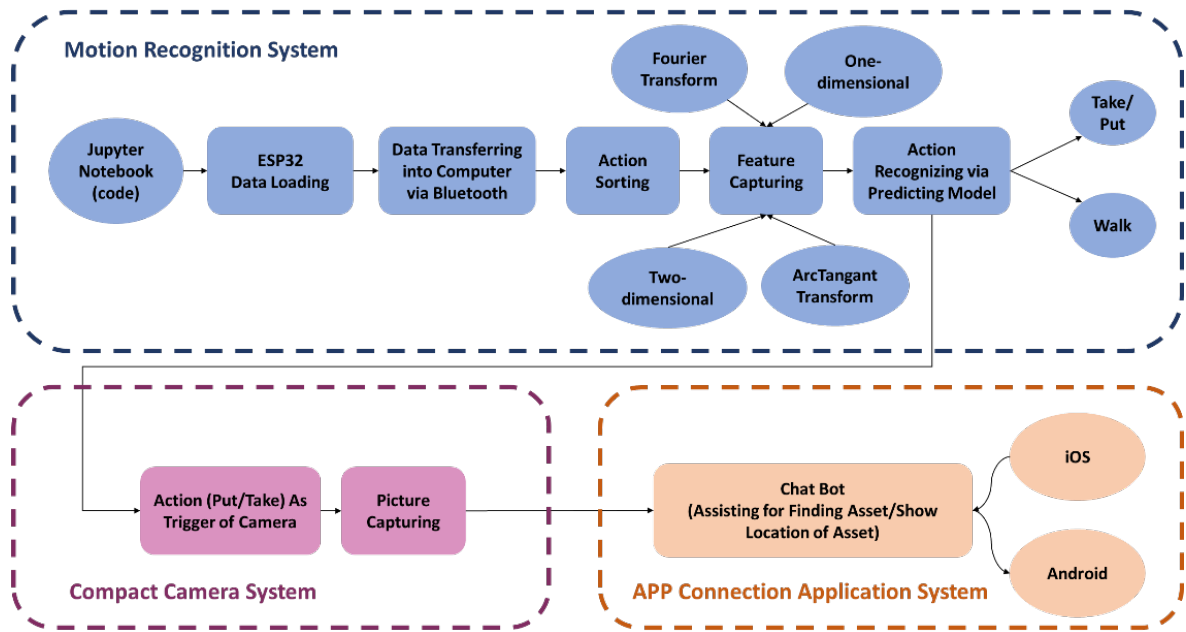 Motion Recognition System
Fourier
Transform
One-
dimensional
Jupyter
Notebook
(code)
ESP32
Data Loading
Data Transferring
into Computer
via Bluetooth
Action
Sorting
Feature
Capturing
Action
Recognizing via
Predicting Model
Take/
Put
Walk
Two-
dimensional
ArcTangant
Transform
Action (Put/Take) As
Trigger of Camera
Picture
Capturing
Compact Camera System
Chat Bot
(Assisting for Finding Asset/Show
Location of Asset)
iOS
Android
APP Connection Application System